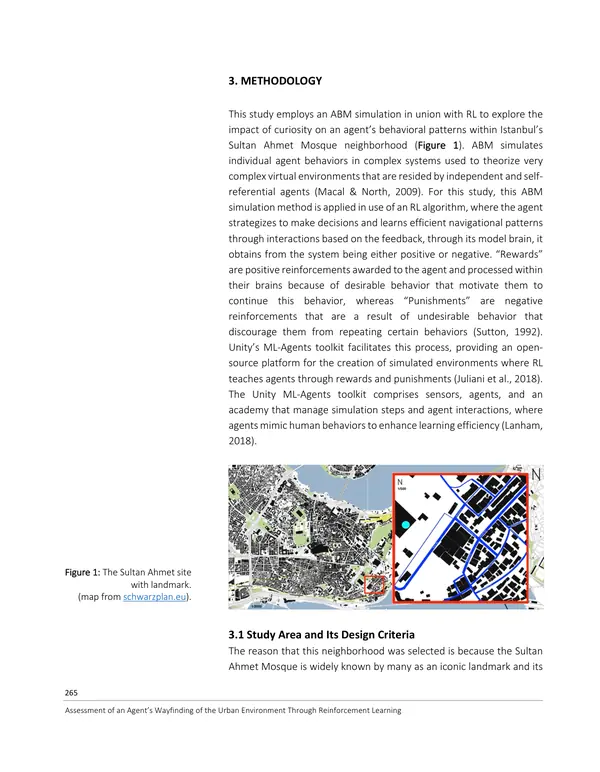 3. METHODOLOGY
This study employs an ABM simulation in union with RL to explore the
impact of curiosity on an agent's behavioral patterns within Istanbul's
Sultan Ahmet Mosque neighborhood (Figure 1). ABM simulates
individual agent behaviors in complex systems used to theorize very
complex virtual environments that are resided by independent and self-
referential agents (Macal & North, 2009). For this study, this ABM
simulation method is applied in use of an RL algorithm, where the agent
strategizes to make decisions and learns efficient navigational patterns
through interactions based on the feedback, through its model brain, it
obtains from the system being either positive or negative. “Rewards”
are positive reinforcements awarded to the agent and processed within
their brains because of desirable behavior that motivate them to
continue this behavior, whereas “Punishments” are negative
reinforcements that are a result of undesirable behavior that
discourage them from repeating certain behaviors (Sutton, 1992).
Unity's ML-Agents toolkit facilitates this process, providing an open-
source platform for the creation of simulated environments where RL
teaches agents through rewards and punishments (Juliani et al., 2018).
The Unity ML-Agents toolkit comprises sensors, agents, and an
academy that manage simulation steps and agent interactions, where
agents mimic human behaviors to enhance learning efficiency (Lanham,
2018).
N
N
Figure 1: The Sultan Ahmet site
with landmark.
(map from schwarzplan.eu).
3.1 Study Area and Its Design Criteria
The reason that this neighborhood was selected is because the Sultan
Ahmet Mosque is widely known by many as an iconic landmark and its
265
Assessment of an Agent's Wayfinding of the Urban Environment Through Reinforcement Learning